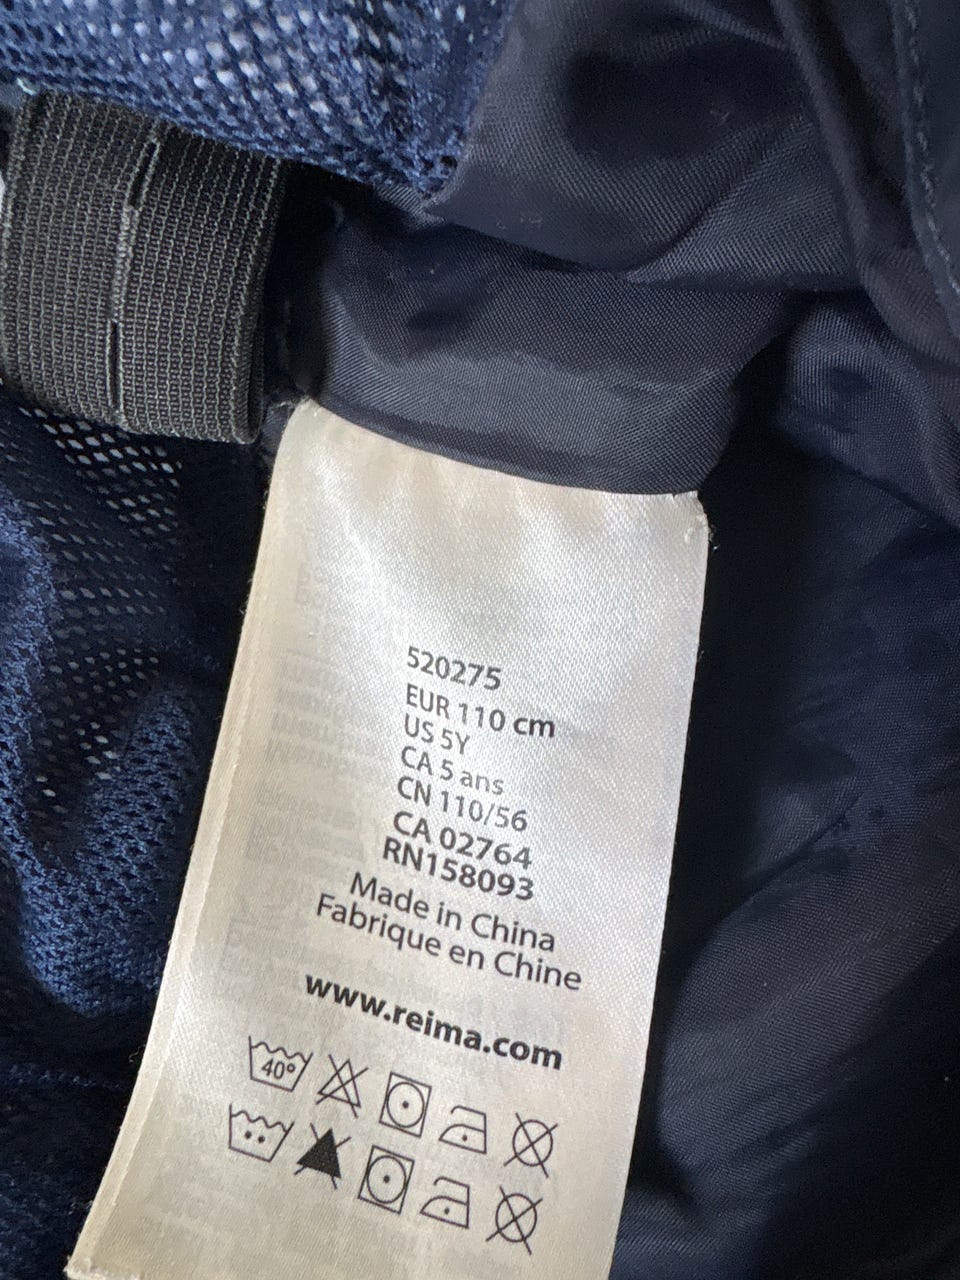 520275
EUR 110 cm
US 5Y
CA 5 ans
CN 110/56
CA 02764
RN158093
Made in China
Fabrique en Chine
www.reima.com
40°